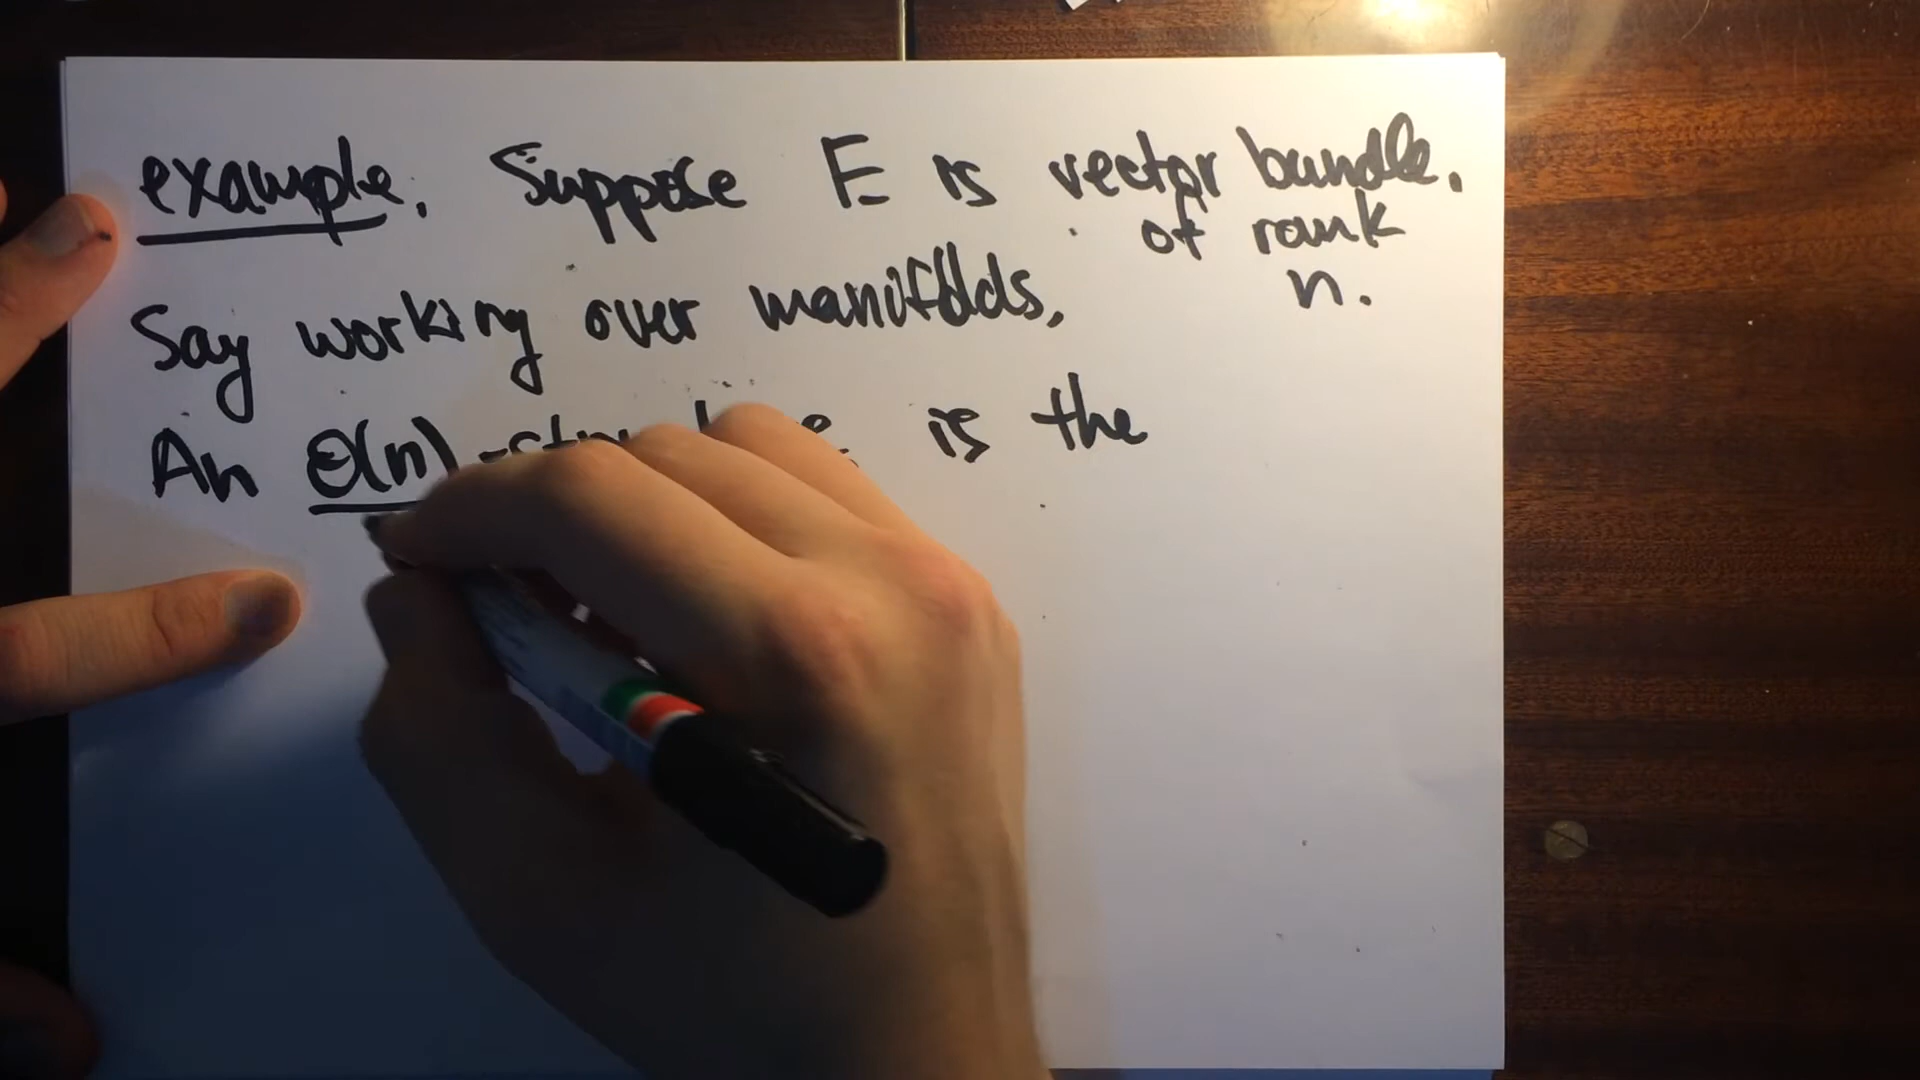 example. Suppose E is vector bundle.
of rank
n.
Say working over manifolds,
An O(n) - is the